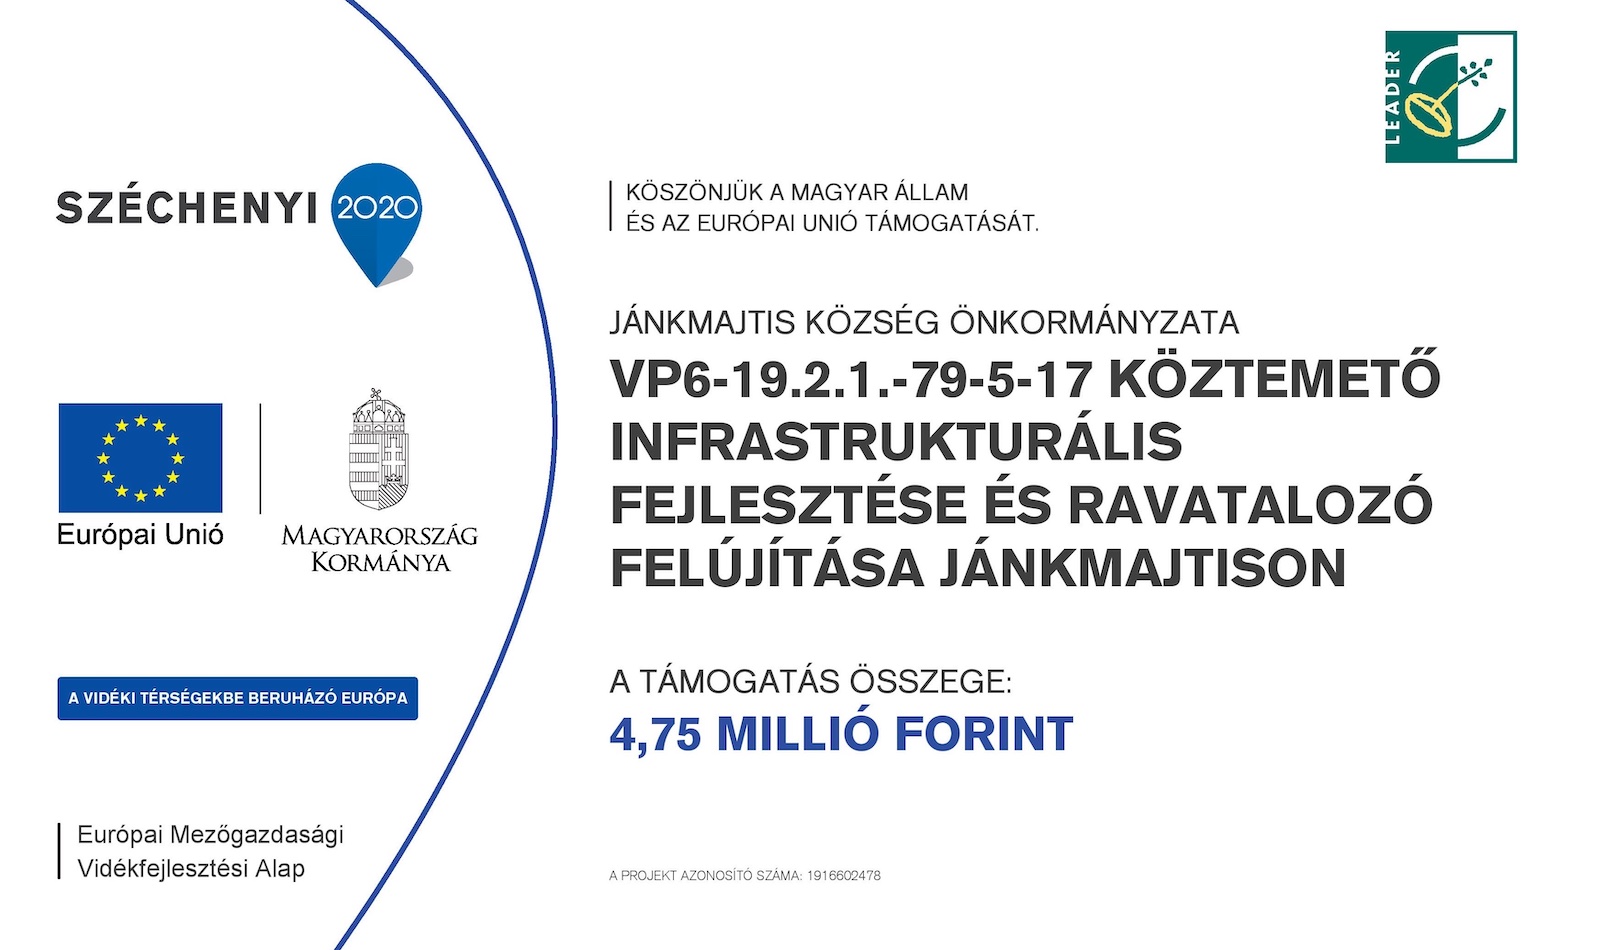 LEADER
SZÉCHENYI 2020
KÖSZÖNJÜK A MAGYAR ÁLLAM
ÉS AZ EURÓPAI UNIÓ TÁMOGATÁSÁT.
JÁNKMAJTIS KÖZSÉG ÖNKORMÁNYZATA
VP6-19.2.1.-79-5-17 KÖZTEMETŐ
INFRASTRUKTURÁLIS
FEJLESZTÉSE ÉS RAVATALOZÓ
FELÚJÍTÁSA JÁNKMAJTISON
Európai Unió
MAGYARORSZÁG
KORMÁNYA
A TÁMOGATÁS ÖSSZEGE:
4,75 MILLIÓ FORINT
A VIDÉKI TÉRSÉGEKBE BERUHÁZÓ EURÓPA
Európai Mezőgazdasági
Vidékfejlesztési Alap
A PROJEKT AZONOSÍTÓ SZÁMA: 1916602478